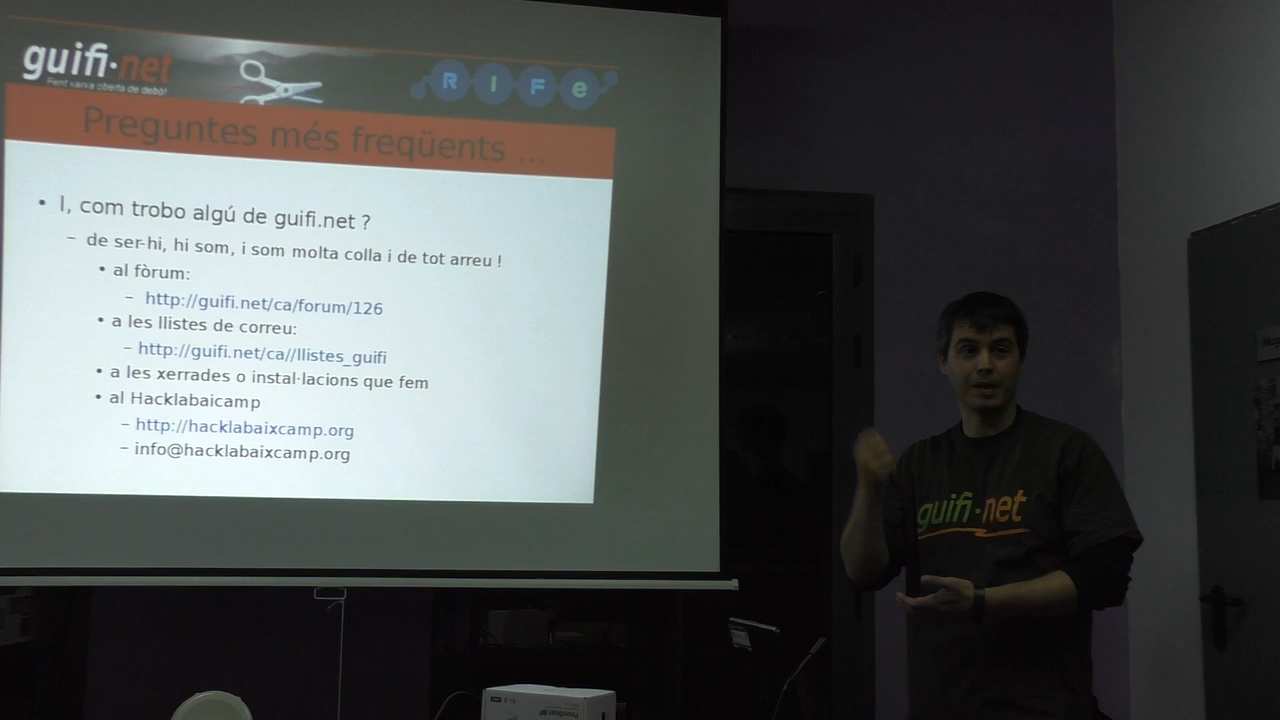 guifi·net
Fent xarxa oberta de debò!
R I F e
Preguntes més freqüents ...
• I, com trobo algú de guifi.net ?
– de ser-hi, hi som, i som molta colla i de tot arreu !
• al fòrum:
– http://guifi.net/ca/forum/126
• a les llistes de correu:
– http://guifi.net/ca//llistes_guifi
• a les xerrades o instal·lacions que fem
• al Hacklabaicamp
– http://hacklabaixcamp.org
– info@hacklabaixcamp.org
guifi·net